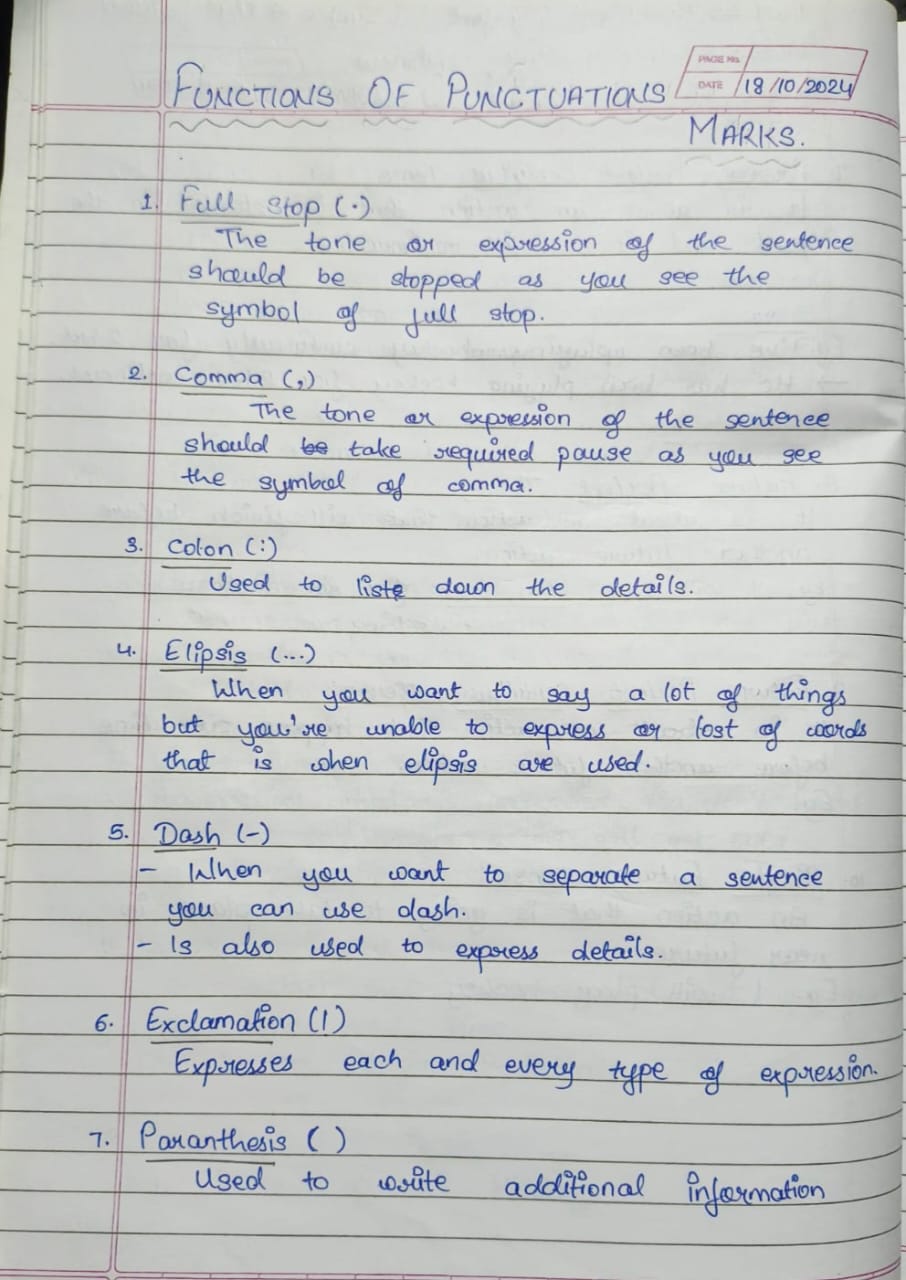 PAGE No.
DATE 18/10/2024
FUNCTIONS OF PUNCTUATIONS
MARKS.
1. Full stop (.)
The tone or expression of the sentence
should be stopped as you see the
symbol of full stop.
2. Comma (,)
The tone or expression of the sentence
should be take required pause as you see
the symbol of comma.
3. Colon (:)
Used to liste down the details.
4. Elipsis (...)
When you want to say a lot of things
but you're unable to express or lost of words
that is when elipsis are used.
5. Dash (-)
- When you want to separate a sentence
you can use dash.
- Is also used to express details.
6. Exclamation (!)
Expresses each and every type of expression.
7. Paranthesis ( )
Used to write additional information